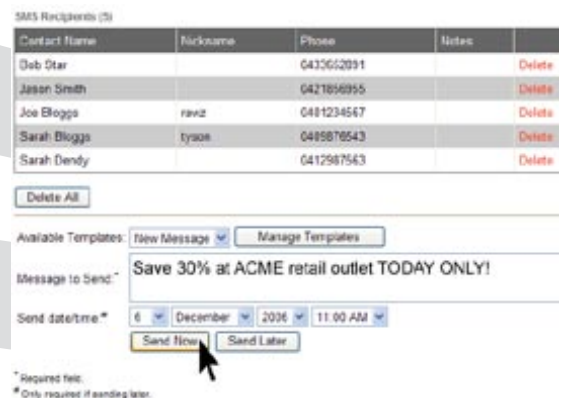 SMS Recipients (5)
Contact Name Nickname Phone Notes
Bob Star Delete
Jason Smith 0421856955 Delete
Joe Bloggs 0401234567 Delete
Sarah Bloggs tyson 0409876543 Delete
Sarah Dendy 0412987563 Delete
Delete All
Available Templates: New Message Manage Templates
Message to Send:* Save 30% at ACME retail outlet TODAY ONLY!
Send date/time:# 6 December 2006 11:00 AM
Send Now Send Later
* Required field.
# Only required if sending later.